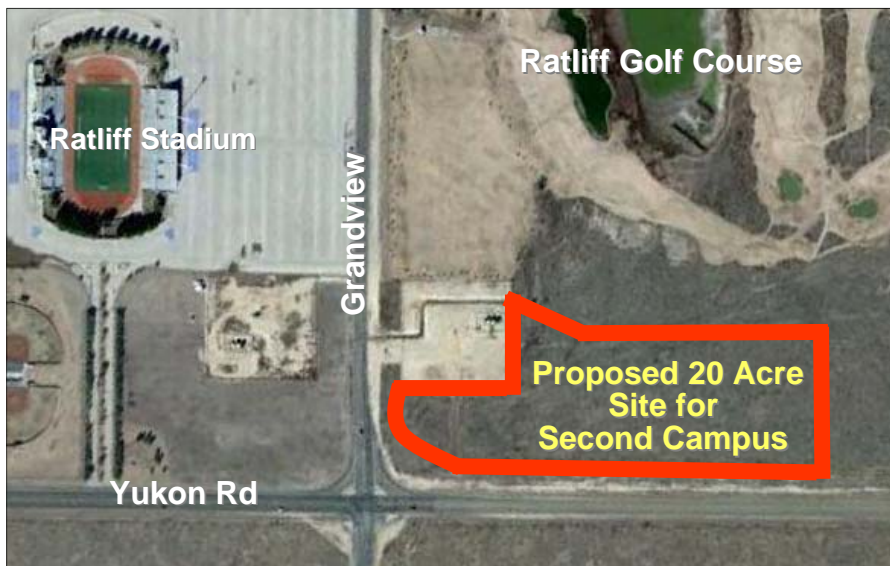 Ratliff Golf Course
Ratliff Stadium
Grandview
Proposed 20 Acre
Site for
Second Campus
Yukon Rd